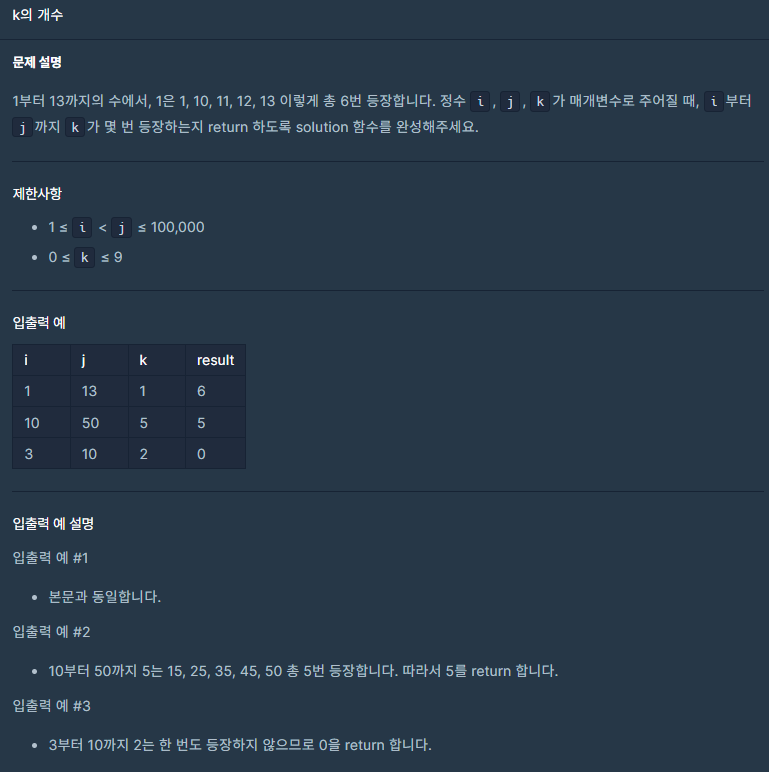 k의 개수
문제 설명
1부터 13까지의 수에서, 1은 1, 10, 11, 12, 13 이렇게 총 6번 등장합니다. 정수 i, j, k가 매개변수로 주어질 때, i부터
j까지 k가 몇 번 등장하는지 return 하도록 solution 함수를 완성해주세요.
제한사항
• 1 ≤ i < j ≤ 100,000
• 0 ≤ k ≤ 9
입출력 예
i j k result
1 13 1 6
10 50 5 5
3 10 2 0
입출력 예 설명
입출력 예 #1
• 본문과 동일합니다.
입출력 예 #2
• 10부터 50까지 5는 15, 25, 35, 45, 50 총 5번 등장합니다. 따라서 5를 return 합니다.
입출력 예 #3
• 3부터 10까지 2는 한 번도 등장하지 않으므로 0을 return 합니다.